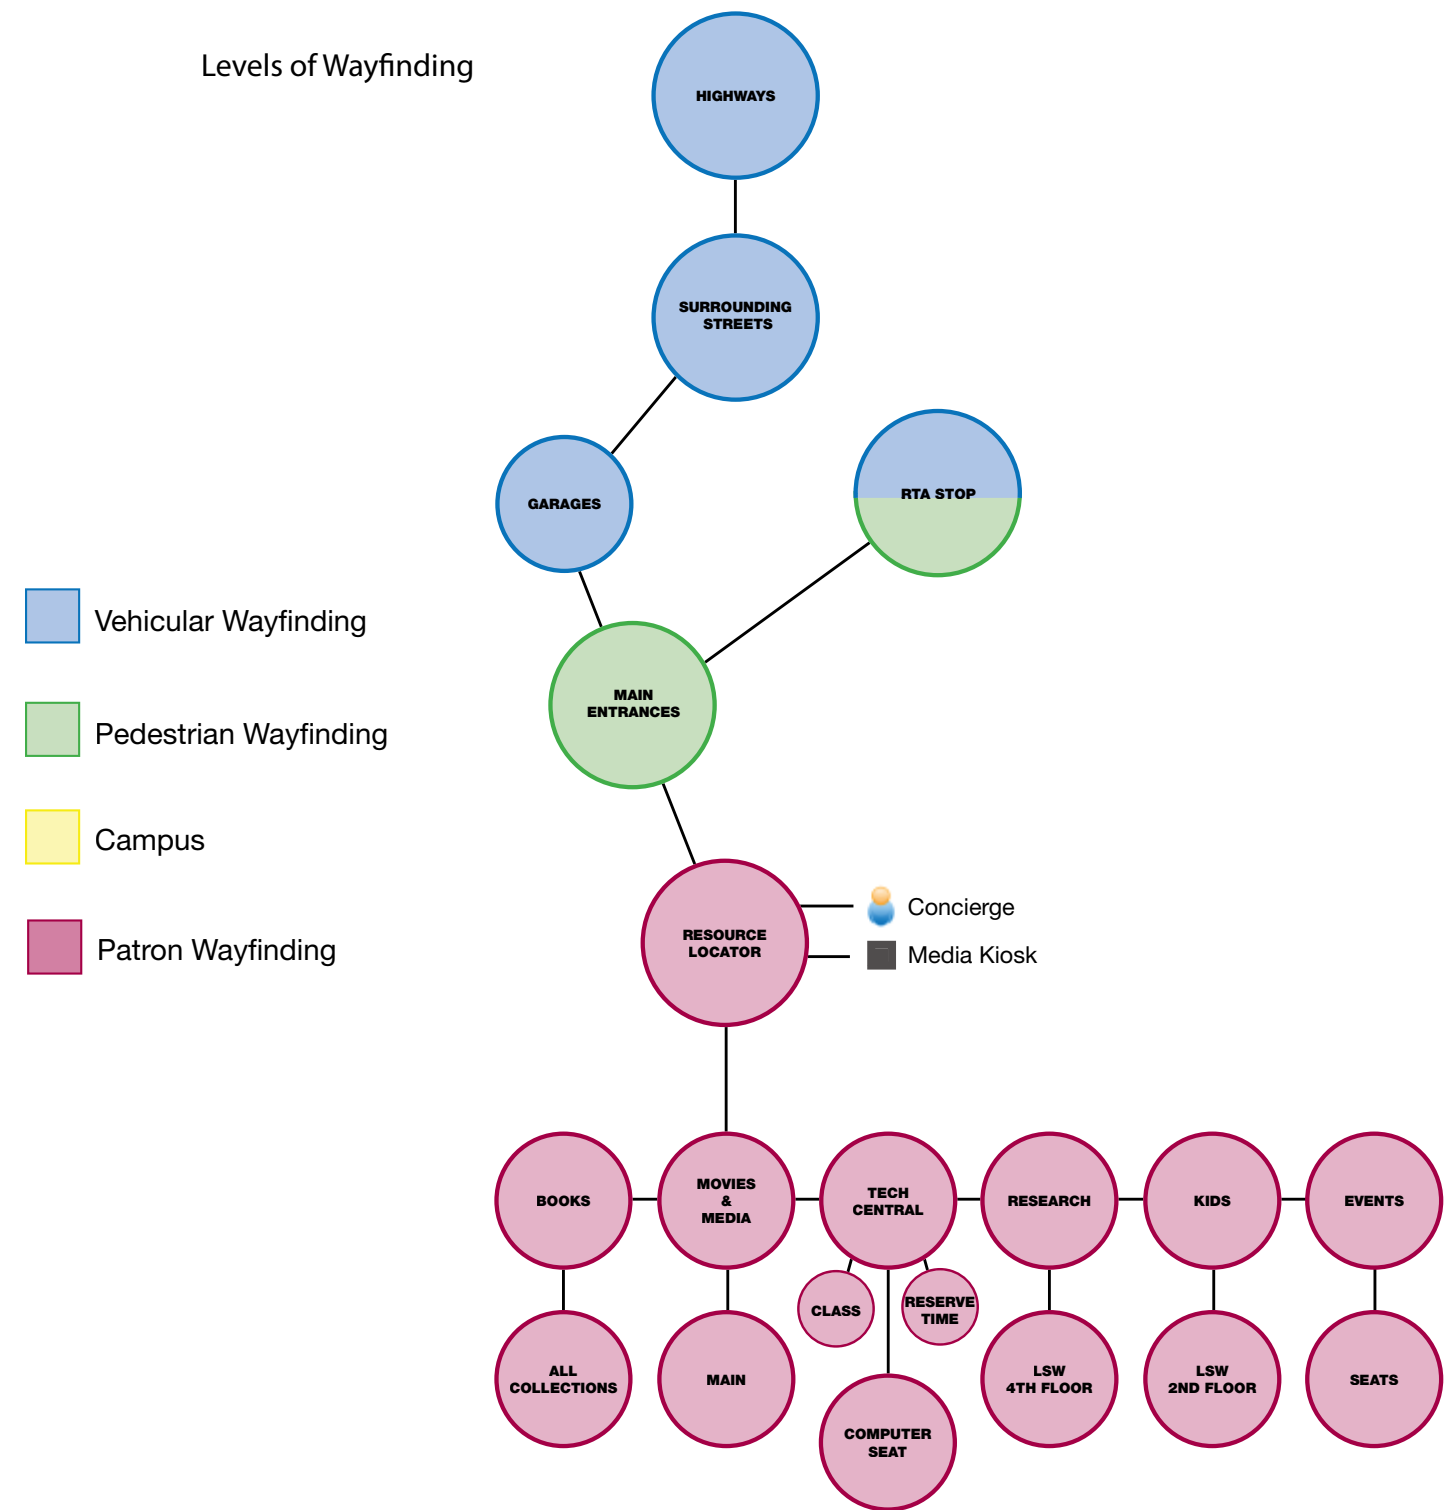 Levels of Wayfinding
HIGHWAYS
SURROUNDING
STREETS
GARAGES
RTA STOP
Vehicular Wayfinding
MAIN
ENTRANCES
Pedestrian Wayfinding
Campus
Patron Wayfinding
RESOURCE
LOCATOR
Concierge
Media Kiosk
BOOKS
MOVIES
&
MEDIA
TECH
CENTRAL
RESEARCH
KIDS
EVENTS
CLASS
RESERVE
TIME
ALL
COLLECTIONS
MAIN
COMPUTER
SEAT
LSW
4TH FLOOR
LSW
2ND FLOOR
SEATS